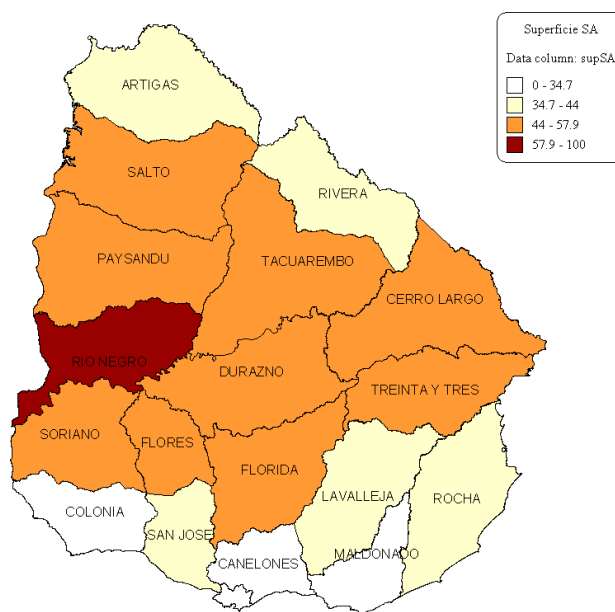 Superficie SA
Data column: supSA
0 - 34.7
34.7 - 44
44 - 57.9
57.9 - 100
ARTIGAS
SALTO
RIVERA
PAYSANDU
TACUAREMBO
CERRO LARGO
RIO NEGRO
DURAZNO
TREINTA Y TRES
SORIANO
FLORES
FLORIDA
LAVALLEJA
ROCHA
COLONIA
SAN JOSE
MALDONADO
CANELONES